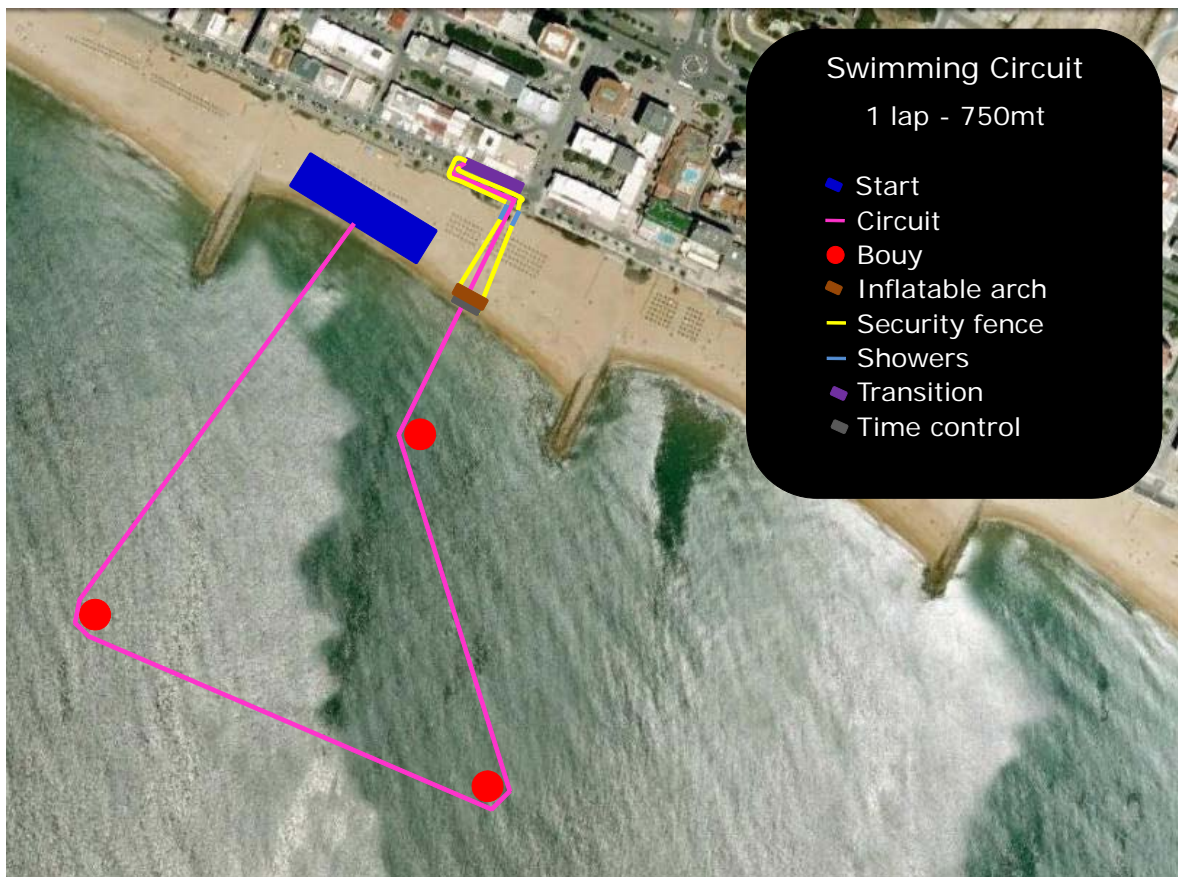 Swimming Circuit
1 lap - 750mt
Start
Circuit
Bouy
Inflatable arch
Security fence
Showers
Transition
Time control